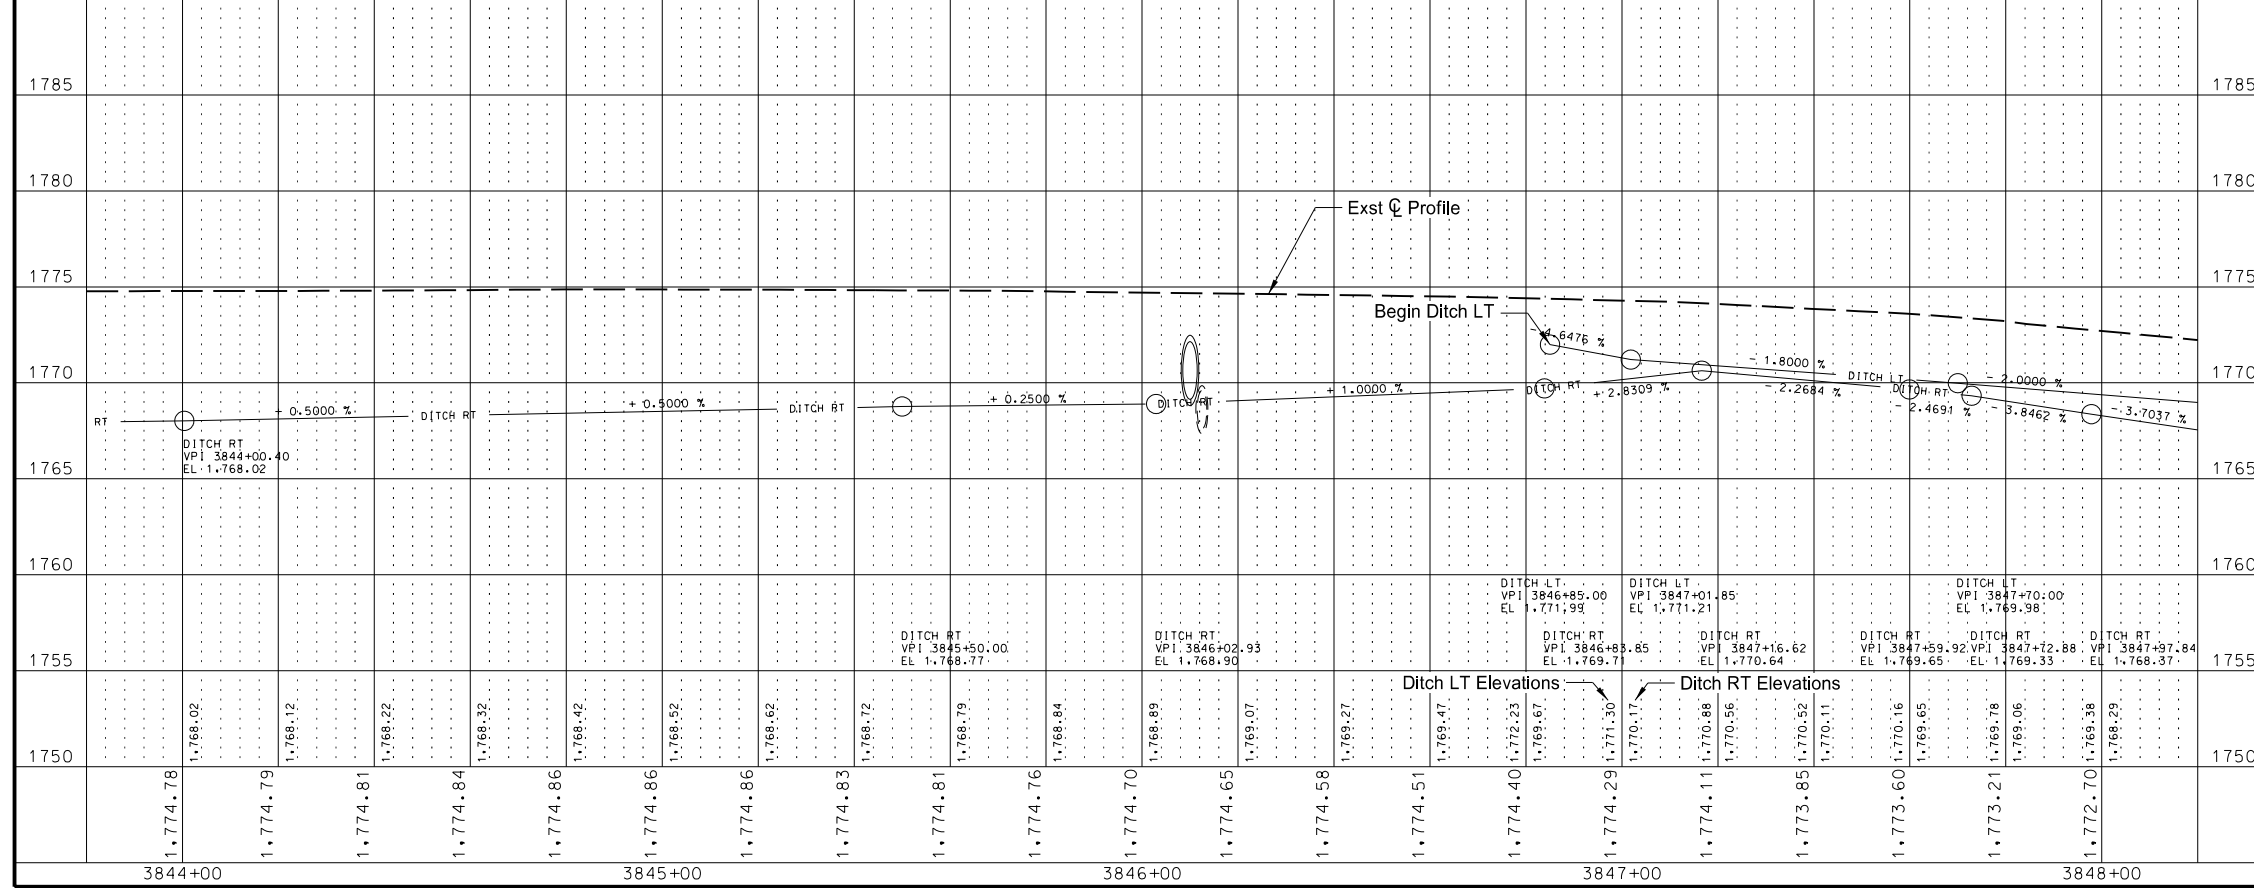 1785 1785
1780 1780
Exst ℄ Profile
1775 1775
Begin Ditch LT
- 4.6476 %
- 1.8000 %
DITCH LT
- 2.0000 %
1770 1770
+ 1.0000 %
DITCH RT
+ 2.8309 %
- 2.2684 %
DITCH RT
RT
+ 0.5000 %
DITCH RT
+ 0.5000 %
DITCH RT
+ 0.2500 %
DITCH RT
- 2.4691 %
- 3.8462 %
- 3.7037 %
DITCH RT
VPI 3844+00.40
EL 1,768.02
1765 1765
1760 1760
DITCH LT
VPI 3846+85.00
EL 1,771.99
DITCH LT
VPI 3847+01.85
EL 1,771.21
DITCH LT
VPI 3847+70.00
EL 1,769.98
DITCH RT
VPI 3845+50.00
EL 1,768.77
DITCH RT
VPI 3846+02.93
EL 1,768.90
DITCH RT
VPI 3846+83.85
EL 1,769.71
DITCH RT
VPI 3847+16.62
EL 1,770.64
DITCH RT
VPI 3847+59.92
EL 1,769.65
DITCH RT
VPI 3847+72.88
EL 1,769.33
DITCH RT
VPI 3847+97.84
EL 1,768.37
1755 1755
Ditch LT Elevations
Ditch RT Elevations
1,768.02
1,768.12
1,768.22
1,768.32
1,768.42
1,768.52
1,768.62
1,768.72
1,768.79
1,768.84
1,768.89
1,769.07
1,769.27
1,769.47
1,772.23
1,769.67
1,771.30
1,770.17
1,770.88
1,770.56
1,770.52
1,770.11
1,770.16
1,769.65
1,769.78
1,769.06
1,769.38
1,768.29
1750 1750
1,774.78
1,774.79
1,774.81
1,774.84
1,774.86
1,774.86
1,774.86
1,774.83
1,774.81
1,774.76
1,774.70
1,774.65
1,774.58
1,774.51
1,774.40
1,774.29
1,774.11
1,773.85
1,773.60
1,773.21
1,772.70
3844+00 3845+00 3846+00 3847+00 3848+00